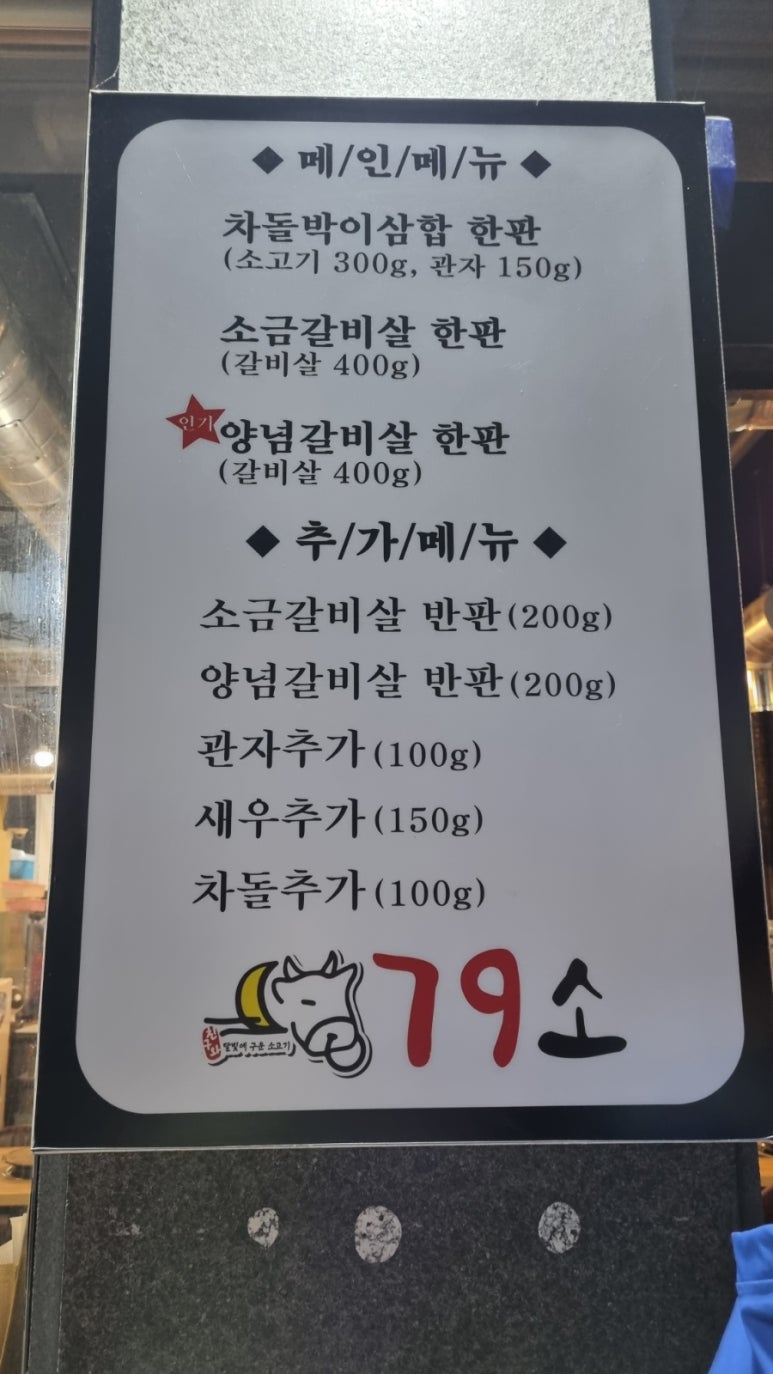 ◆ 메/인/메/뉴 ◆
차돌박이삼합 한판
(소고기 300g, 관자 150g)
소금갈비살 한판
(갈비살 400g)
인기
양념갈비살 한판
(갈비살 400g)
◆ 추/가/메/뉴 ◆
소금갈비살 반판(200g)
양념갈비살 반판(200g)
관자추가(100g)
새우추가(150g)
차돌추가(100g)
친구와
달빛에 구운 소고기
79소